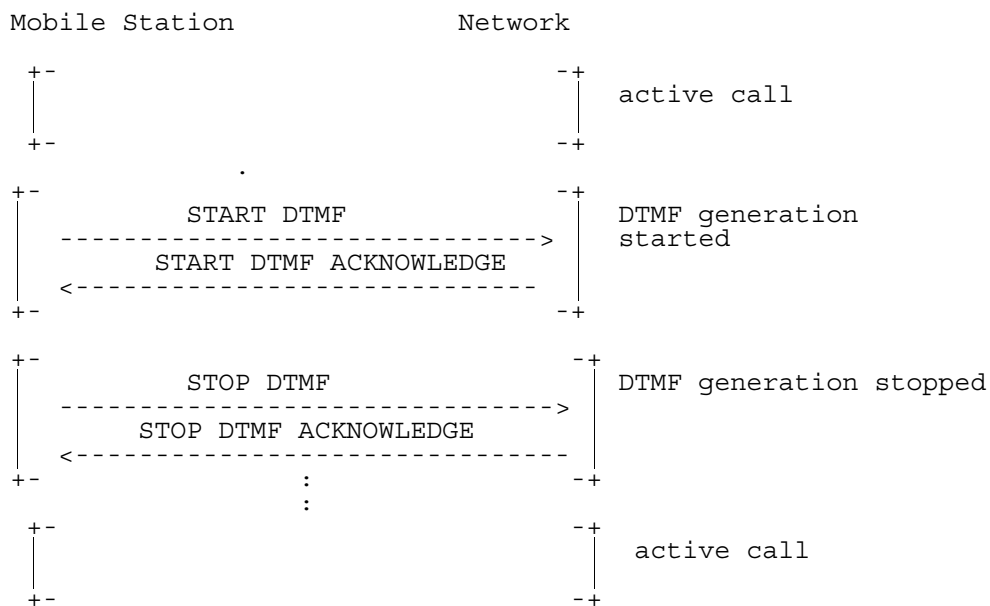 Mobile Station Network
+- -+
active call
+- -+
.
+- -+
START DTMF DTMF generation
-------------------------------> started
START DTMF ACKNOWLEDGE
<------------------------------
+- -+
+- -+
STOP DTMF DTMF generation stopped
-------------------------------->
STOP DTMF ACKNOWLEDGE
<--------------------------------
+- : -+
:
+- -+
active call
+- -+